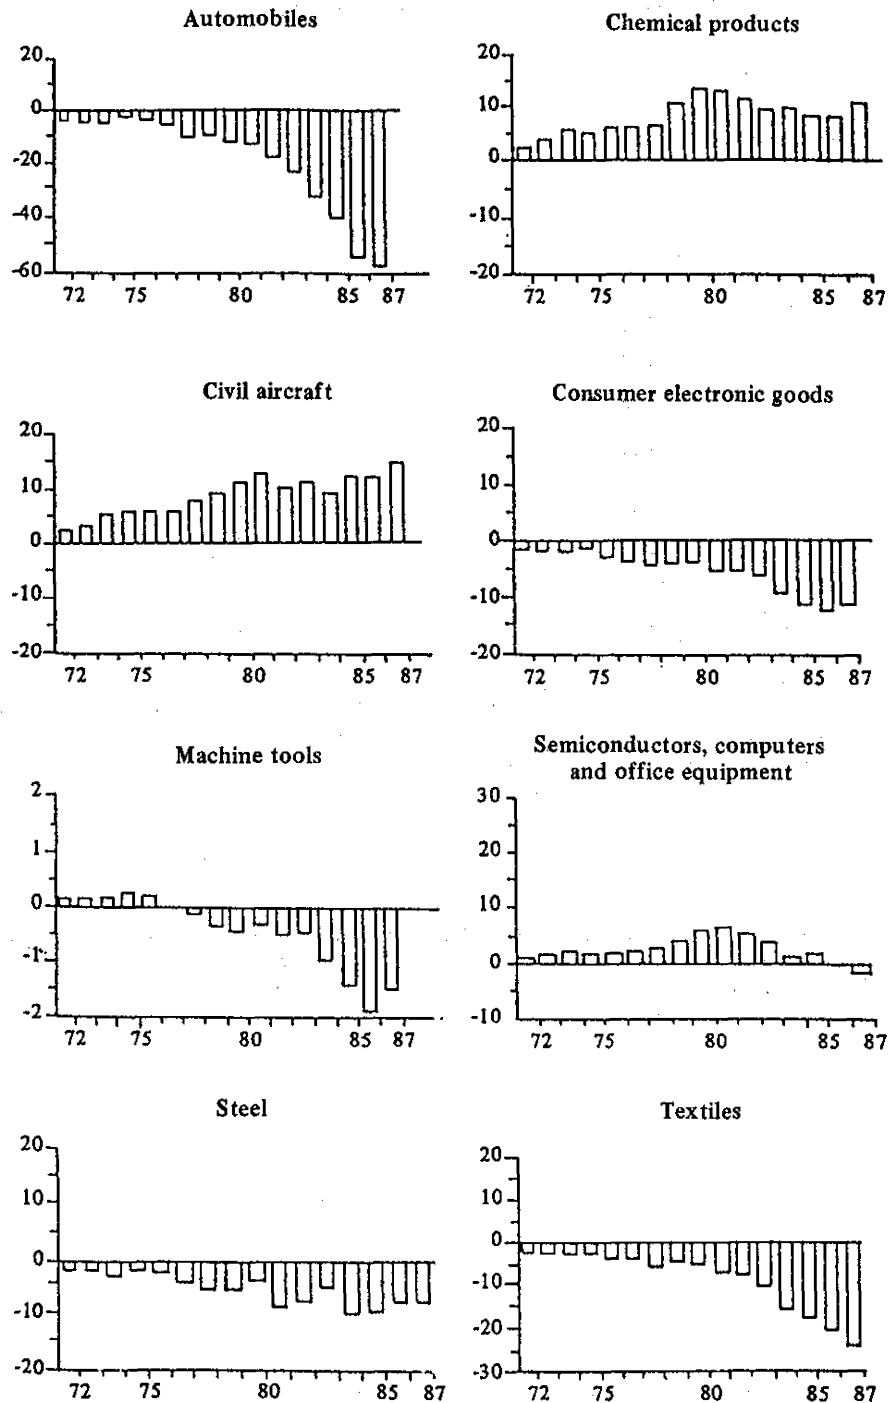 Automobiles
20
0
-20
-40
-60
72 75 80 85 87
Chemical products
20
10
0
-10
-20
72 75 80 85 87
Civil aircraft
20
10
0
-10
-20
72 75 80 85 87
Consumer electronic goods
20
10
0
-10
-20
72 75 80 85 87
Machine tools
2
1
0
-1
-2
72 75 80 85 87
Semiconductors, computers
and office equipment
30
20
10
0
-10
72 75 80 85 87
Steel
20
10
0
-10
-20
72 75 80 85 87
Textiles
20
10
0
-10
-20
-30
72 75 80 85 87